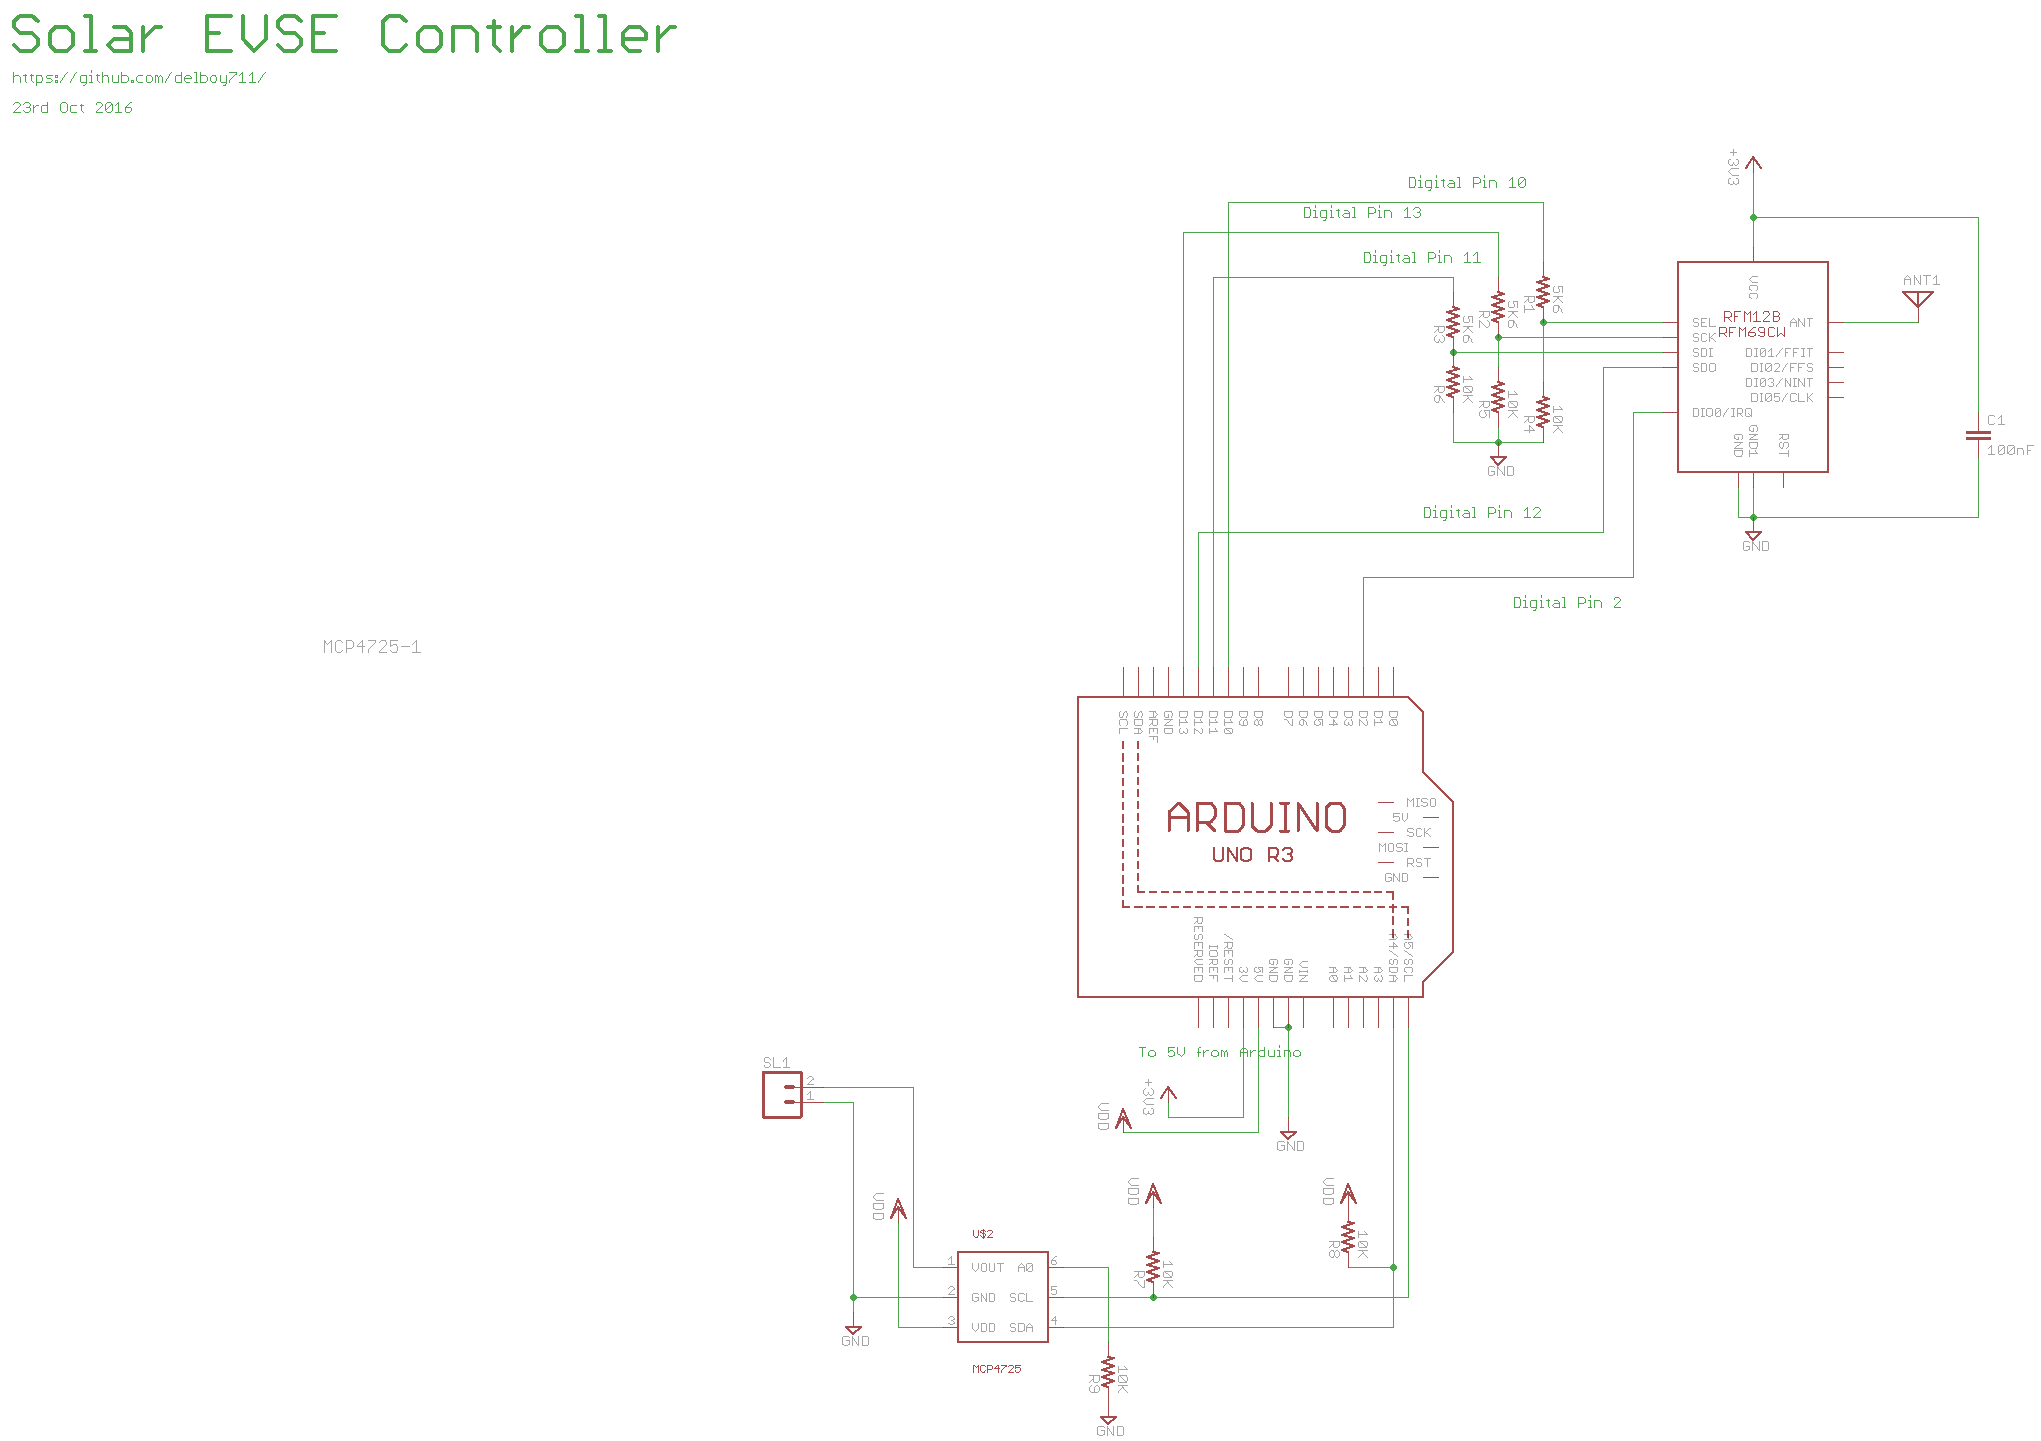 Solar EVSE Controller
https://github.com/delboy711/
23rd Oct 2016
+3V3
Digital Pin 10
Digital Pin 13
Digital Pin 11
5K6
R1
5K6
R2
5K6
R3
10K
R6
10K
R5
10K
R4
GND
VCC
RFM12B
RFM69CW
SEL
SCK
SDI
SDO
DIO0/IRQ
ANT
DIO1/FFIT
DIO2/FFS
DIO3/NINT
DIO5/CLK
GND
GND1
RST
ANT1
C1
100nF
GND
Digital Pin 12
Digital Pin 2
MCP4725-1
SCL
SDA
AREF
GND
D13
D12
D11
D10
D9
D8
D7
D6
D5
D4
D3
D2
D1
D0
ARDUINO
UNO R3
MISO
5V
SCK
MOSI
RST
GND
RESERVED
IOREF
/RESET
3V
5V
GND
GND
VIN
A0
A1
A2
A3
A4/SDA
A5/SCL
To 5V from Arduino
SL1
2
1
+3V3
VDD
GND
VDD
VDD
VDD
U$2
1
2
3
VOUT
GND
VDD
A0
SCL
SDA
6
5
4
MCP4725
GND
R7
10K
R8
10K
R9
10K
GND